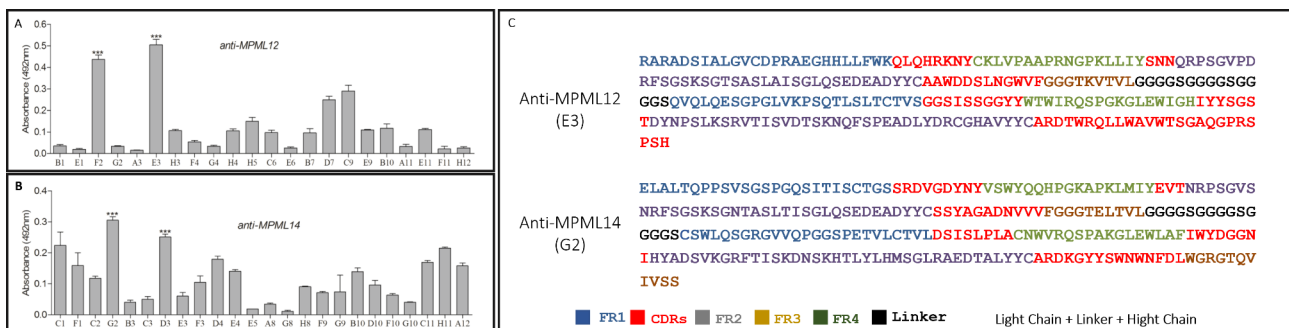 A
Absorbance (492nm)
0.6
0.5
0.4
0.3
0.2
0.1
0.0
anti-MPML12
***
***
B1 E1 F2 G2 A3 E3 H3 F4 G4 H4 H5 C6 E6 B7 D7 C9 E9 B10 A11 E11 F11 H12
B
Absorbance (492nm)
0.4
0.3
0.2
0.1
0.0
anti-MPML14
***
***
C1 F1 C2 G2 B3 C3 D3 E3 F3 D4 E4 E5 A8 G8 H8 F9 G9 B10 D10 F10 G10 C11 H11 A12
C
Anti-MPML12
(E3)
RARADSIALGVCDPRAEGHHLLFWKQLQHRKNYCKLVPAAPRNGPKLLIYSNNQRPSGVPD
RFSGSKSGTSASLAISGLQSEDEADYYCAAWDDSLNGWVFGGGTKVTVLGGGGSGGGGSGG
GGSQVQLQESGPGLVKPSQTLSLTCTVSGGSISSGGYYWTWIRQSPGKGLEWIGHIYYSGS
TDYNPSLKSRVTISVDTSKNQFSPEADLYDRCGHAVYYCARDTWRQLLWAVWTSGAQGPRS
PSH
Anti-MPML14
(G2)
ELALTQPPSVSGSPGQSITISCTGSSRDVGDYNYVSWYQQHPGKAPKLMIYEVTNRPSGVS
NRFSGSKSGNTASLTISGLQSEDEADYYCSSYAGADNVVVFGGGTELTVLGGGGSGGGGSG
GGGSCSWLQSGRGVVQPGGSPETVLCTVLDSISLPLACNWVRQSPAKGLEWLAFIWYDGGN
IHYADSVKGRFTISKDNSKHTLYLHMSGLRAEDTALYYCARDKGYYSWNWNFDLWGRGTQV
IVSS
FR1 CDRs FR2 FR3 FR4 Linker
Light Chain + Linker + Hight Chain